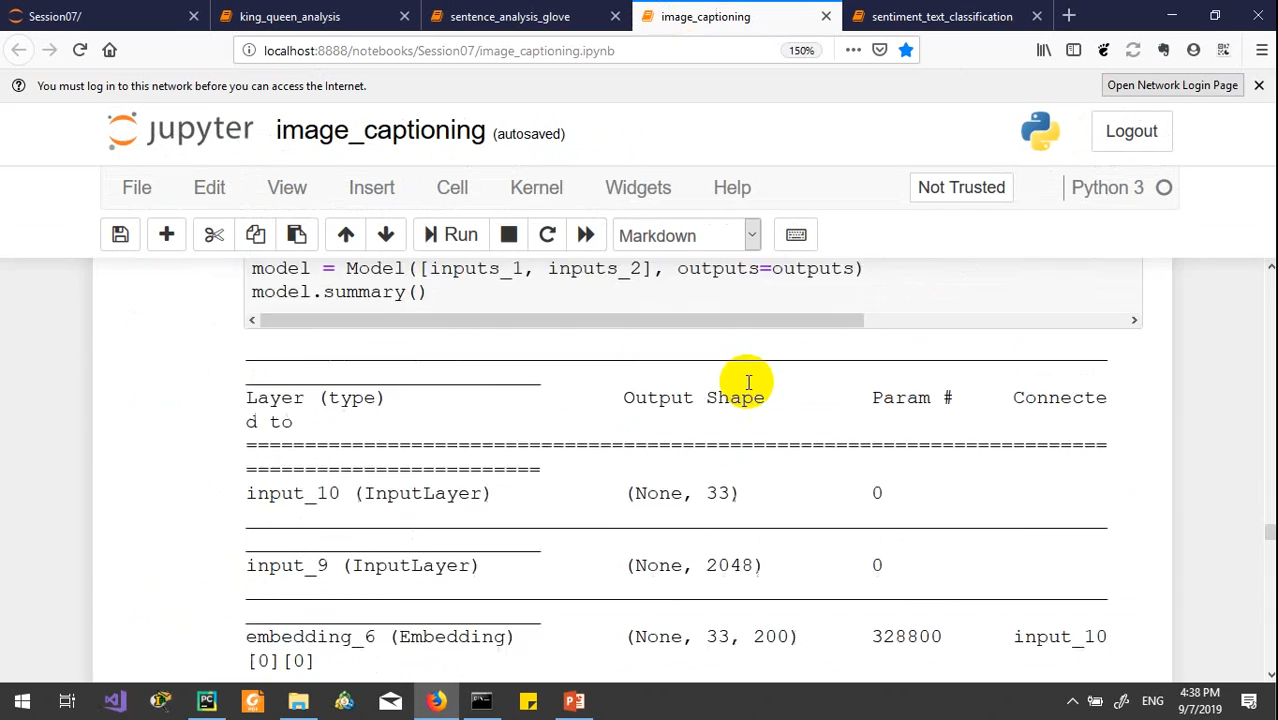 Session07/
king_queen_analysis
sentence_analysis_glove
image_captioning
sentiment_text_classification
localhost:8888/notebooks/Session07/image_captioning.ipynb
150%
You must log in to this network before you can access the Internet.
Open Network Login Page
jupyter
image_captioning (autosaved)
Logout
File
Edit
View
Insert
Cell
Kernel
Widgets
Help
Not Trusted
Python 3
Run
Markdown
model = Model([inputs_1, inputs_2], outputs=outputs)
model.summary()
Layer (type) Output Shape Param # Connecte
d to
input_10 (InputLayer) (None, 33) 0
input_9 (InputLayer) (None, 2048) 0
embedding_6 (Embedding) (None, 33, 200) 328800 input_10
[0][0]
ENG
4:38 PM
9/7/2019